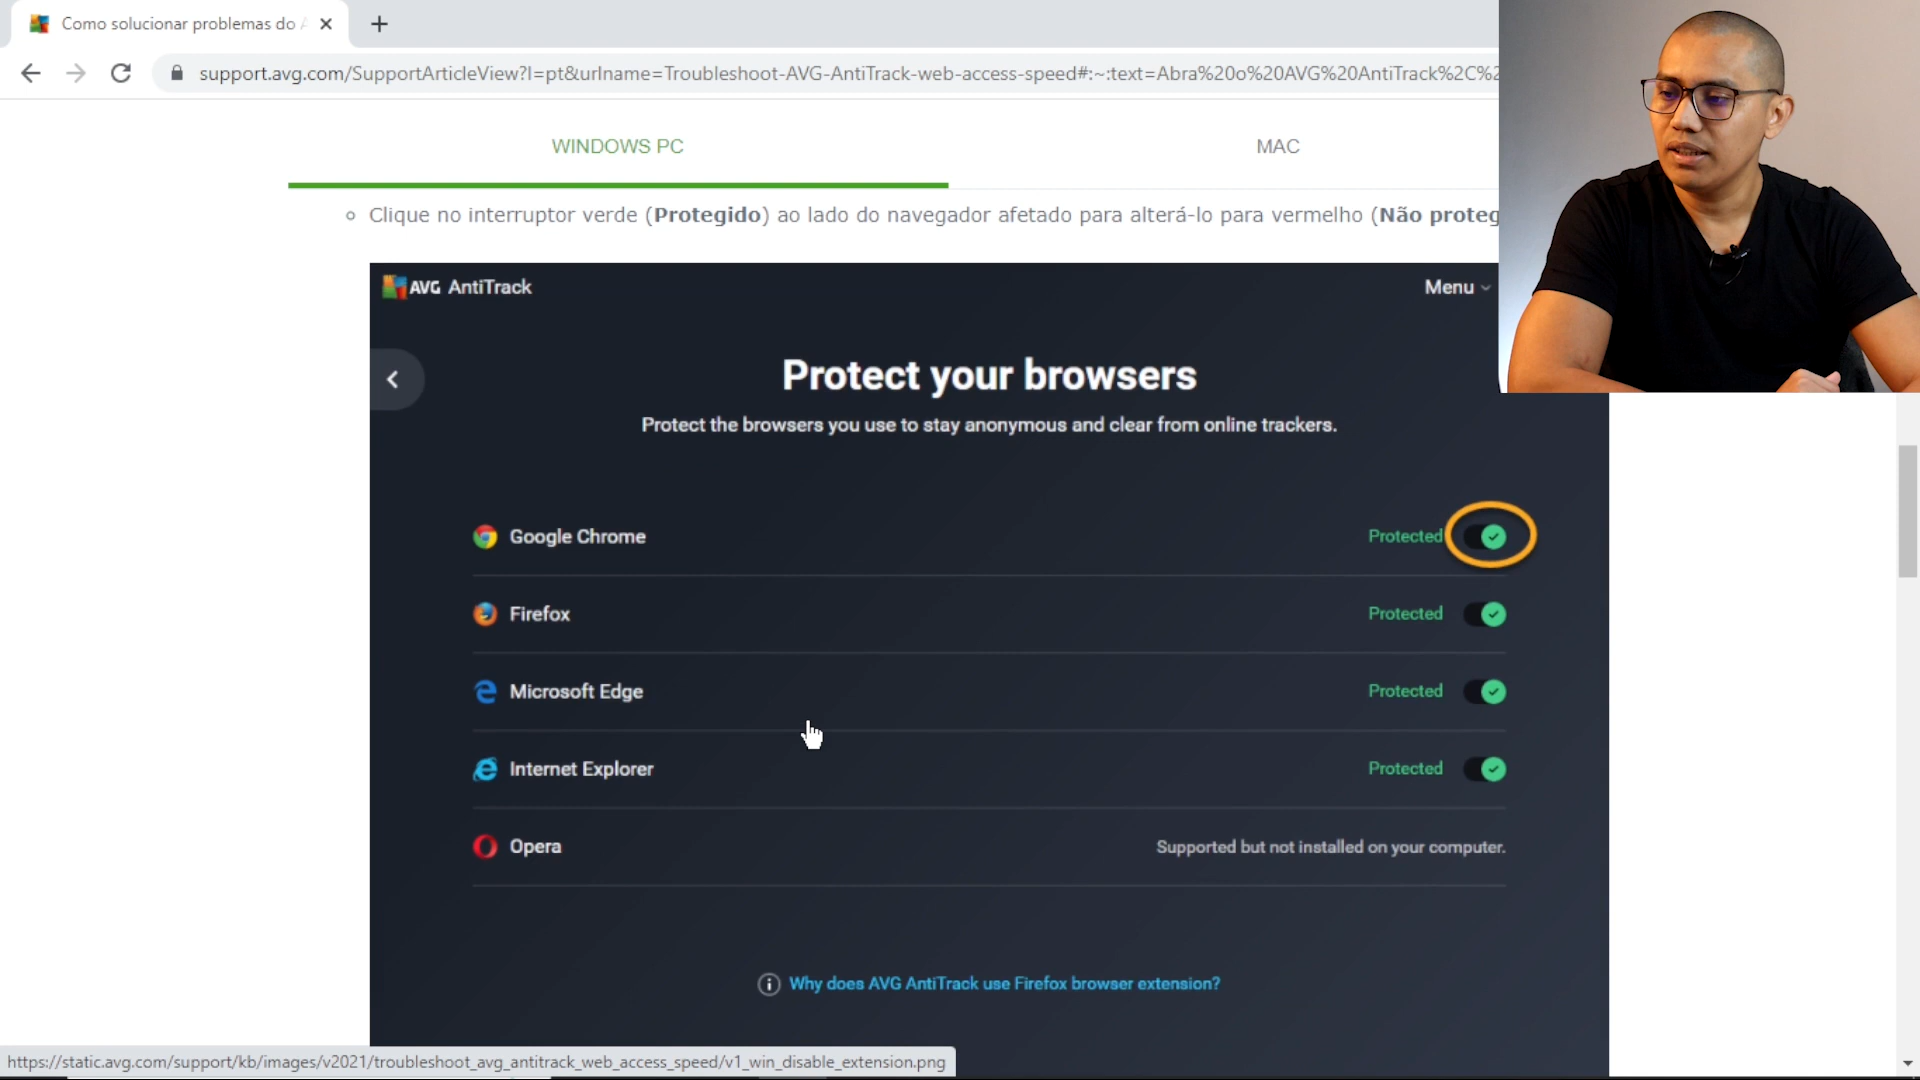 Como solucionar problemas do
support.avg.com/SupportArticleView?l=pt&urlname=Troubleshoot-AVG-AntiTrack-web-access-speed#:~:text=Abra%20o%20AVG%20AntiTrack%2C%2
WINDOWS PC
MAC
Clique no interruptor verde (Protegido) ao lado do navegador afetado para alterá-lo para vermelho (Não proteg
AVG AntiTrack
Menu
Protect your browsers
Protect the browsers you use to stay anonymous and clear from online trackers.
Google Chrome
Protected
Firefox
Protected
Microsoft Edge
Protected
Internet Explorer
Protected
Opera
Supported but not installed on your computer.
Why does AVG AntiTrack use Firefox browser extension?
https://static.avg.com/support/kb/images/v2021/troubleshoot_avg_antitrack_web_access_speed/v1_win_disable_extension.png